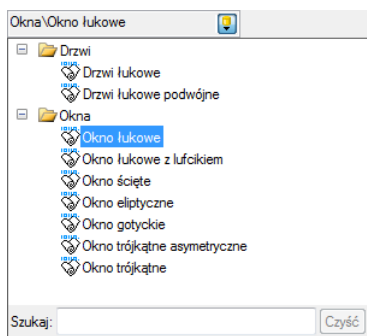 Okna\Okno łukowe
Drzwi
Drzwi łukowe
Drzwi łukowe podwójne
Okna
Okno łukowe
Okno łukowe z lufcikiem
Okno ścięte
Okno eliptyczne
Okno gotyckie
Okno trójkątne asymetryczne
Okno trójkątne
Szukaj: Czyść